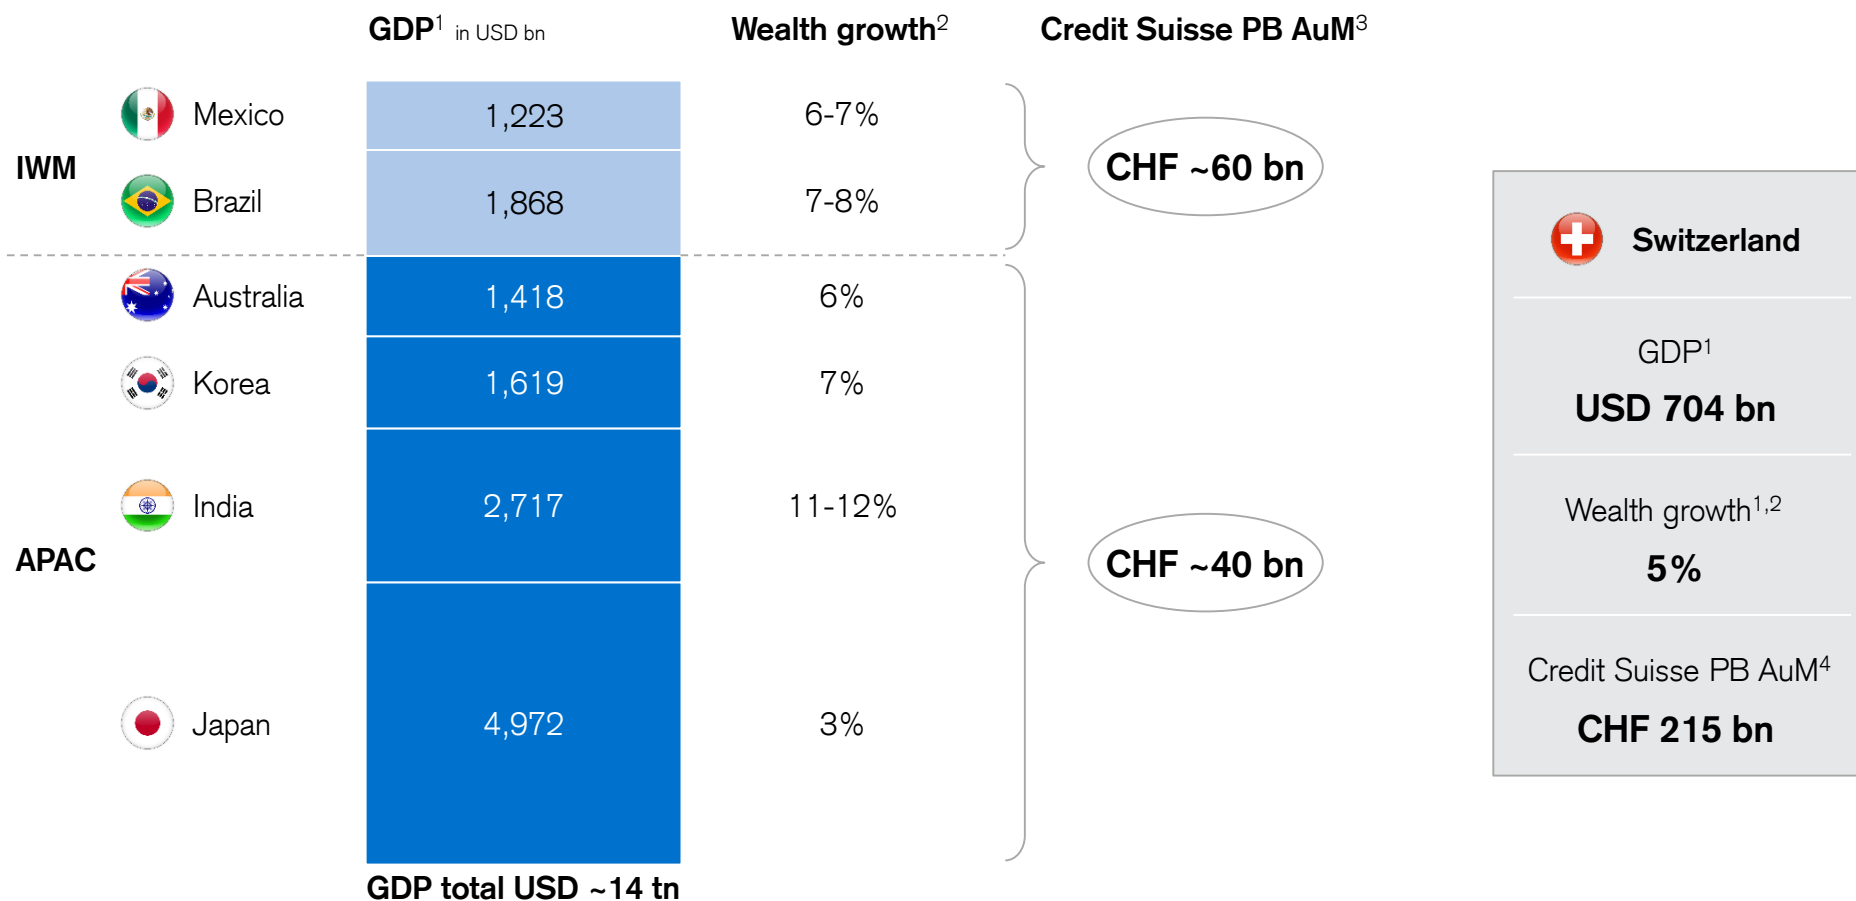 GDP¹ in USD bn Wealth growth² Credit Suisse PB AuM³
IWM
Mexico 1,223 6-7%
Brazil 1,868 7-8%
CHF ~60 bn
APAC
Australia 1,418 6%
Korea 1,619 7%
India 2,717 11-12%
Japan 4,972 3%
CHF ~40 bn
GDP total USD ~14 tn
Switzerland
GDP¹
USD 704 bn
Wealth growth¹,²
5%
Credit Suisse PB AuM⁴
CHF 215 bn